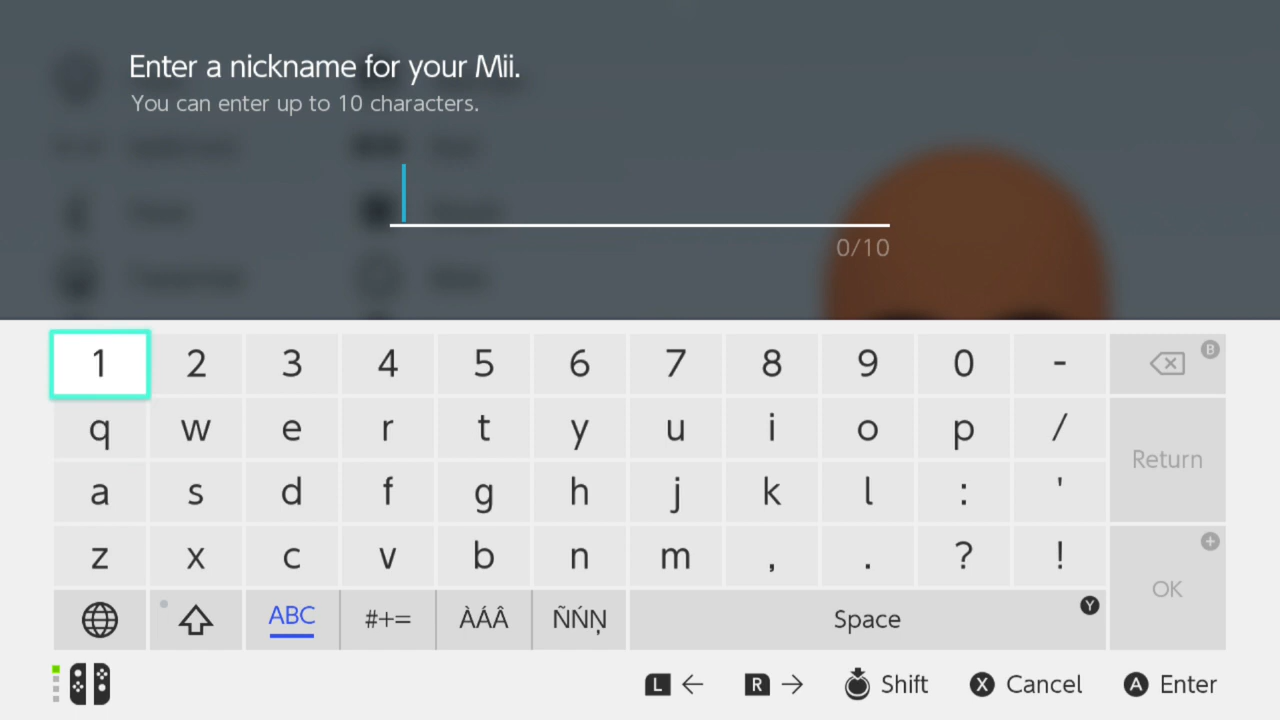 Enter a nickname for your Mii.
You can enter up to 10 characters.
0/10
1 2 3 4 5 6 7 8 9 0 - B
q w e r t y u i o p /
Return
a s d f g h j k l : '
z x c v b n m , . ? ! +
OK
ABC #+= ÀÁÂ ÑŃŅ Space Y
L ← R → Shift X Cancel A Enter